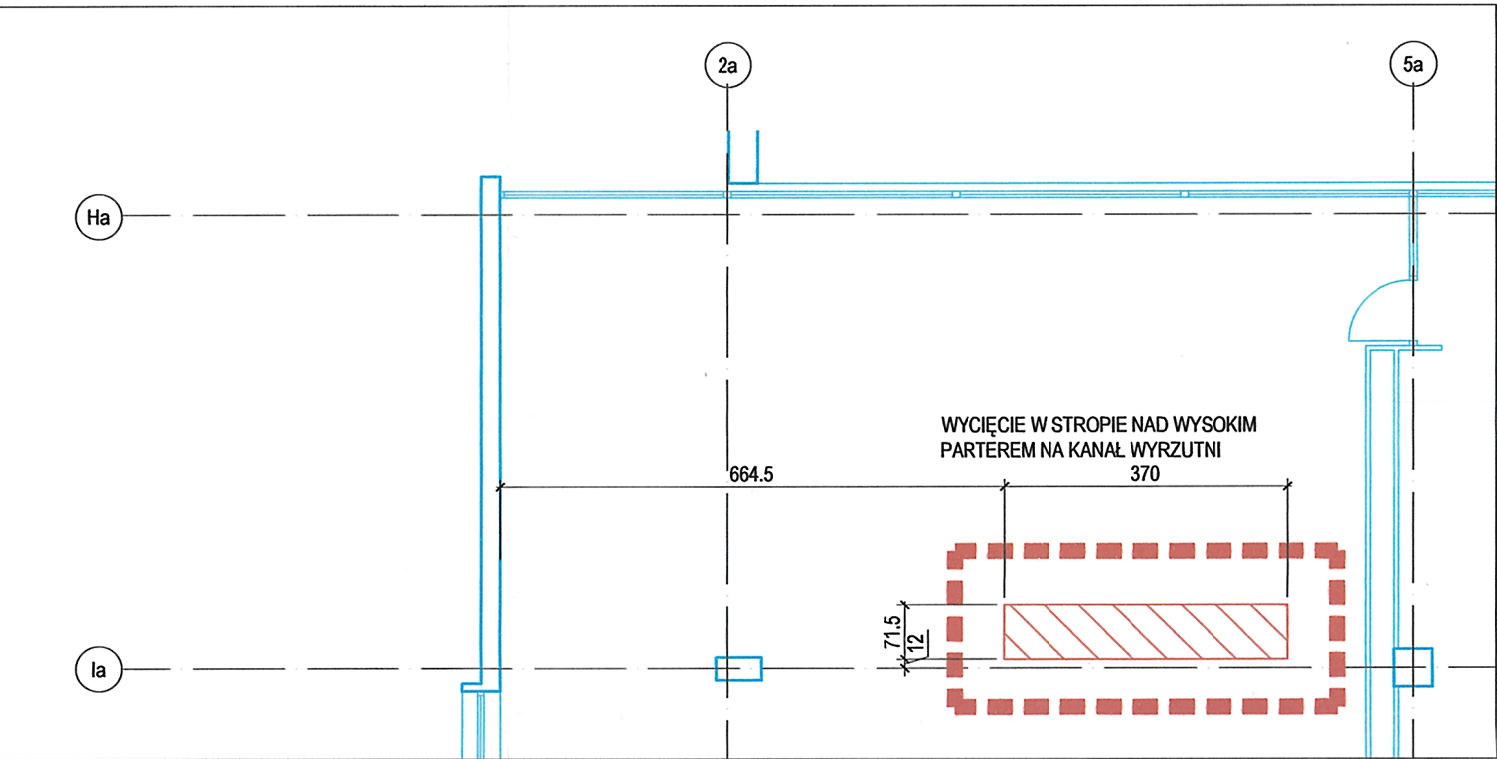 2a
5a
Ha
WYCIĘCIE W STROPIE NAD WYSOKIM
PARTEREM NA KANAŁ WYRZUTNI
664.5
370
71.5
12
Ia